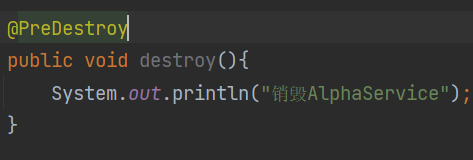 @PreDestroy
public void destroy(){
    System.out.println("销毁AlphaService");
}